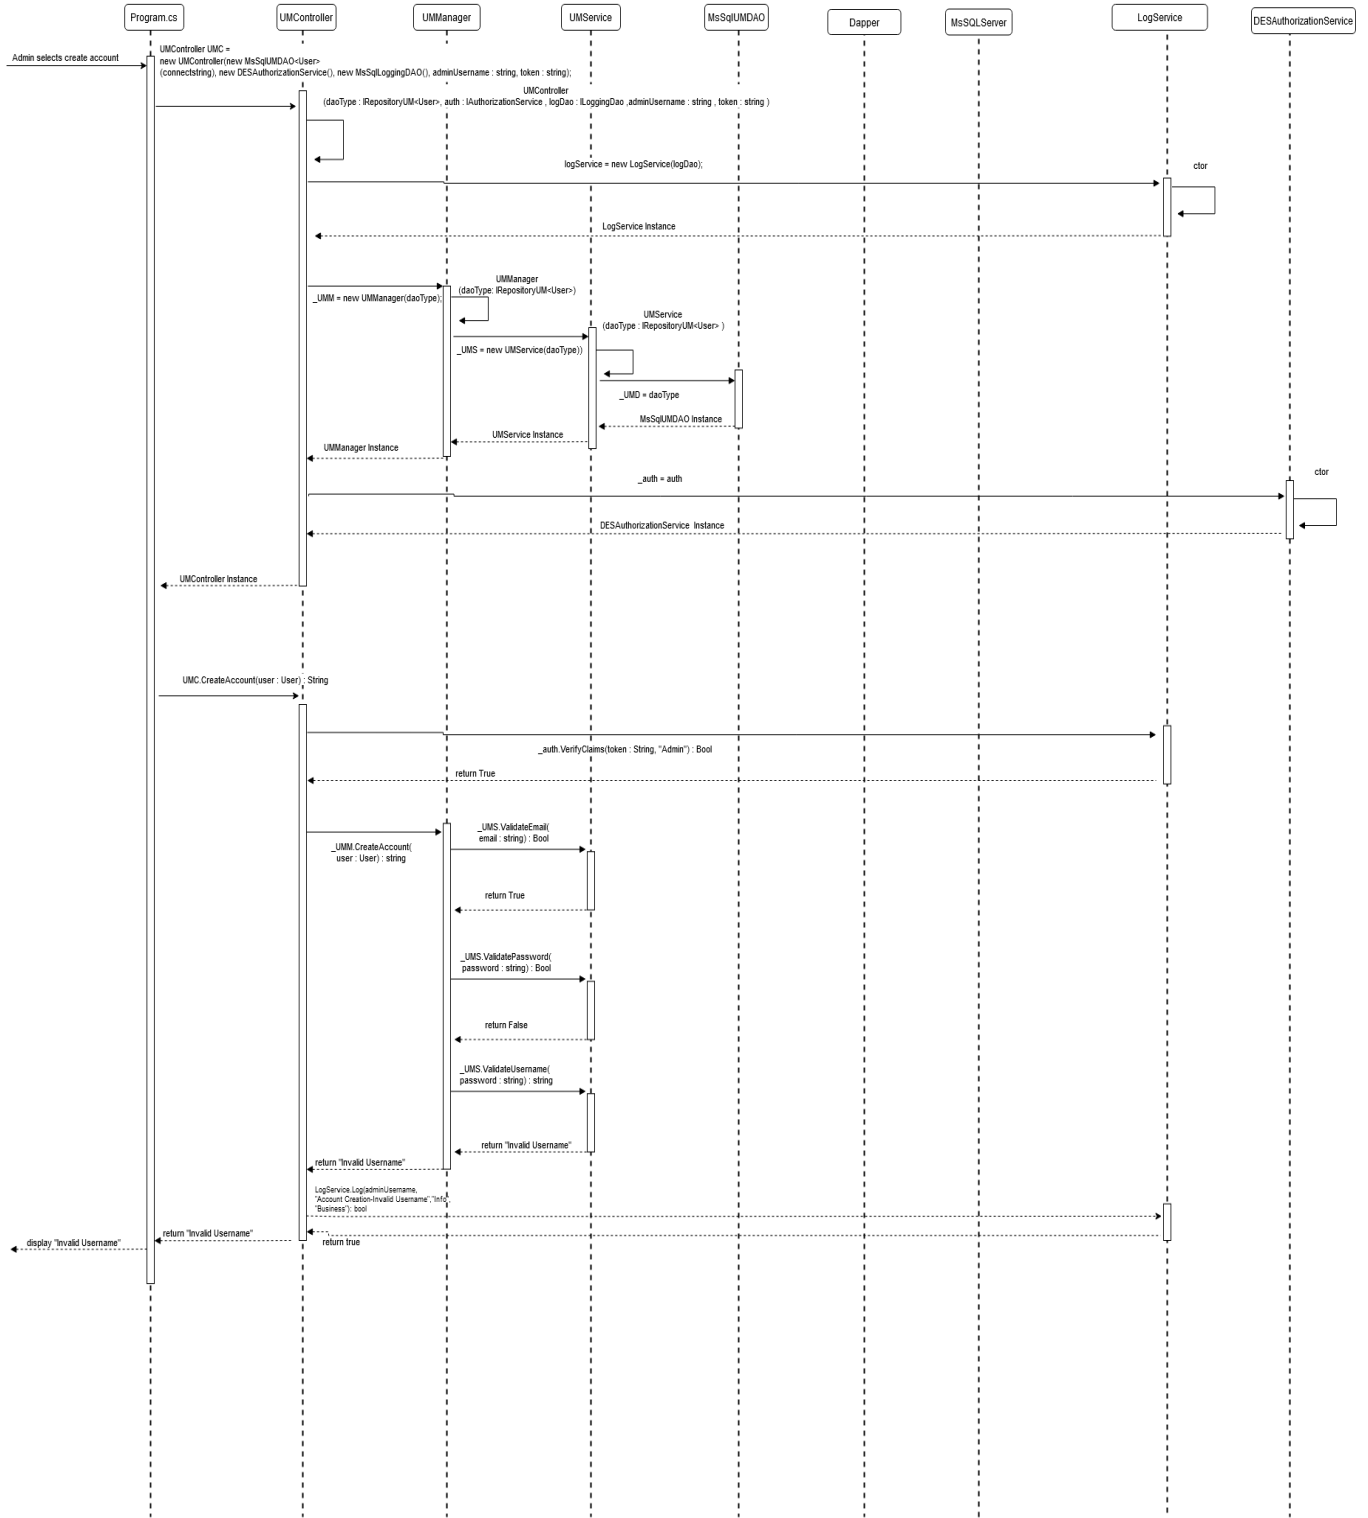 Program.cs
UMController
UMManager
UMService
MsSqlUMDAO
Dapper
MsSQLServer
LogService
DESAuthorizationService
Admin selects create account
UMController UMC =
new UMController(new MsSqlUMDAO<User>
(connectstring), new DESAuthorizationService(), new MsSqlLoggingDAO(), adminUsername : string, token : string);
UMController
(daoType : IRepositoryUM<User>, auth : IAuthorizationService , logDao : ILoggingDao ,adminUsername : string , token : string )
logService = new LogService(logDao);
ctor
LogService Instance
UMManager
(daoType: IRepositoryUM<User>)
_UMM = new UMManager(daoType);
UMService
(daoType : IRepositoryUM<User> )
_UMS = new UMService(daoType))
_UMD = daoType
MsSqlUMDAO Instance
UMService Instance
UMManager Instance
_auth = auth
ctor
DESAuthorizationService  Instance
UMController Instance
UMC.CreateAccount(user : User) : String
_auth.VerifyClaims(token : String, "Admin") : Bool
return True
_UMS.ValidateEmail(
email : string) : Bool
_UMM.CreateAccount(
user : User) : string
return True
_UMS.ValidatePassword(
password : string) : Bool
return False
_UMS.ValidateUsername(
password : string) : string
return "Invalid Username"
return "Invalid Username"
LogService.Log(adminUsername,
"Account Creation-Invalid Username","Info",
"Business"): bool
return "Invalid Username"
return true
display "Invalid Username"